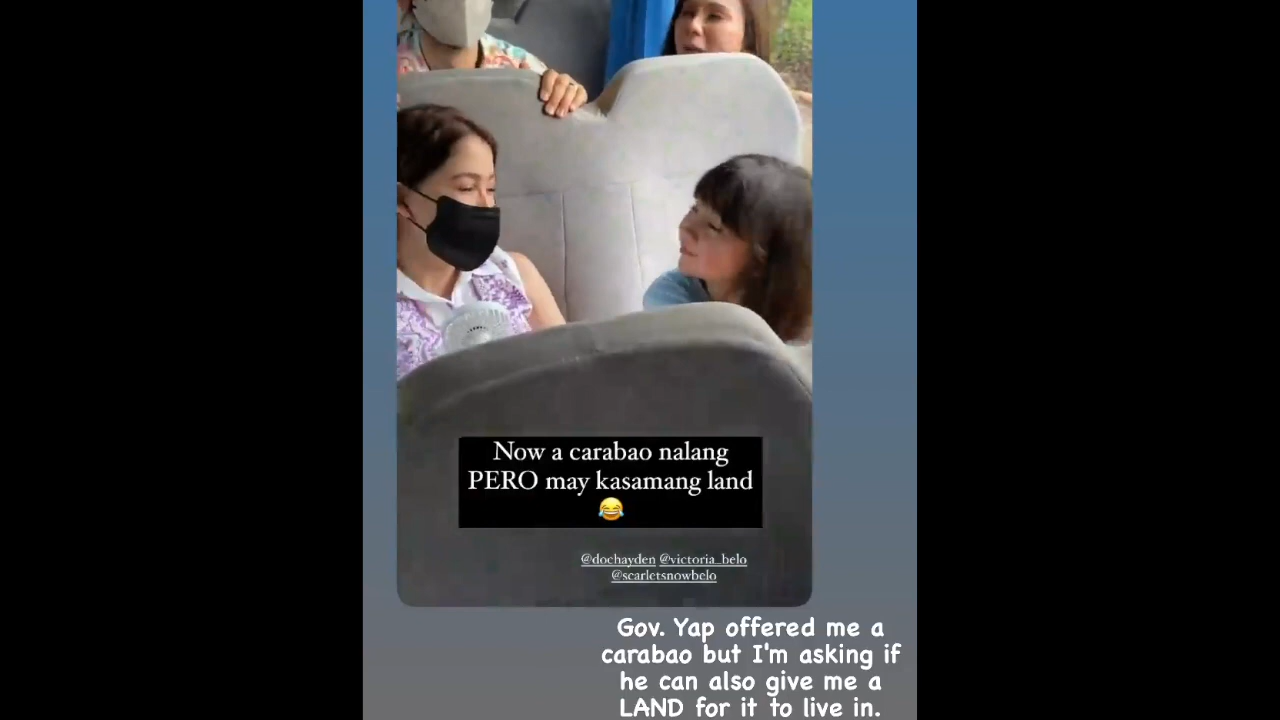 Now a carabao nalang
PERO may kasamang land
😂
@dochayden @victoria_belo
@scarletsnowbelo
Gov. Yap offered me a
carabao but I'm asking if
he can also give me a
LAND for it to live in.